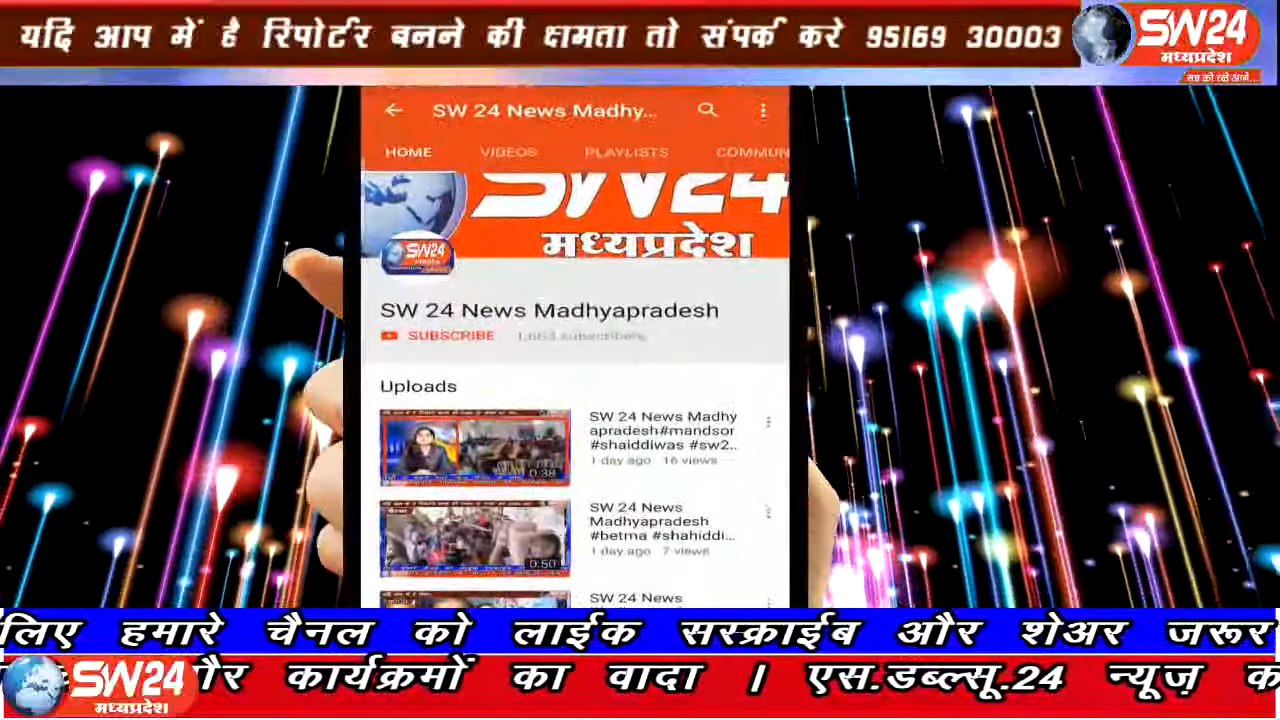 यदि आप में है रिपोर्टर बनने की क्षमता तो संपर्क करे 95169 30003
SW24
मध्यप्रदेश
SW 24 News Madhy...
HOME VIDEOS PLAYLISTS COMMUN
SW24
मध्यप्रदेश
SW24
SW 24 News Madhyapradesh
SUBSCRIBE 1,663 subscribers
Uploads
SW 24 News Madhy
apradesh#mandsor
#shaiddiwas #sw2...
1 day ago 16 views
0:38
SW 24 News
Madhyapradesh
#betma #shahiddi...
1 day ago 7 views
0:50
SW 24 News
लिए हमारे चैनल को लाईक सस्क्राईब और शेअर जरूर
और कार्यक्रमों का वादा । एस.डब्ल्सू.24 न्यूज़ क
SW24
मध्यप्रदेश